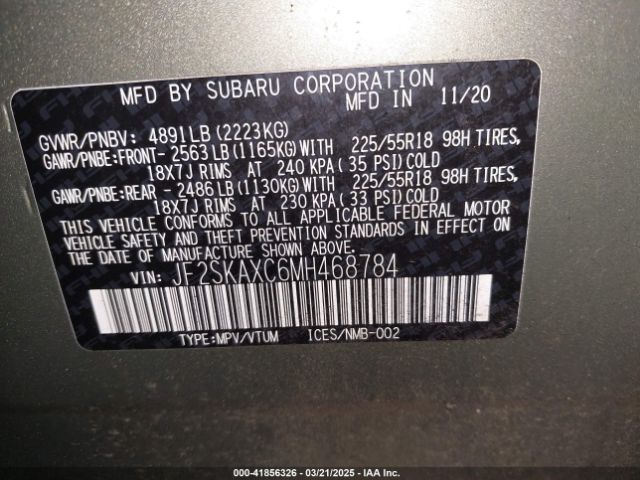 MFD BY SUBARU CORPORATION
MFD IN 11/20
GVWR/PNBV: 4891LB (2223KG)
GAWR/PNBE:FRONT- 2563LB(1165KG)WITH 225/55R18 98H TIRES,
18X7J RIMS AT 240 KPA( 35 PSI)COLD
GAWR/PNBE:REAR - 2486LB(1130KG)WITH 225/55R18 98H TIRES,
18X7J RIMS AT 230 KPA( 33 PSI)COLD
THIS VEHICLE CONFORMS TO ALL APPLICABLE FEDERAL MOTOR
VEHICLE SAFETY AND THEFT PREVENTION STANDARDS IN EFFECT ON
THE DATE OF MANUFACTURE SHOWN ABOVE.
VIN: JF2SKAXC6MH468784
TYPE:MPV/VTUM ICES/NMB-002
000-41856326 | 03/21/2025 | IAA Inc. (c)